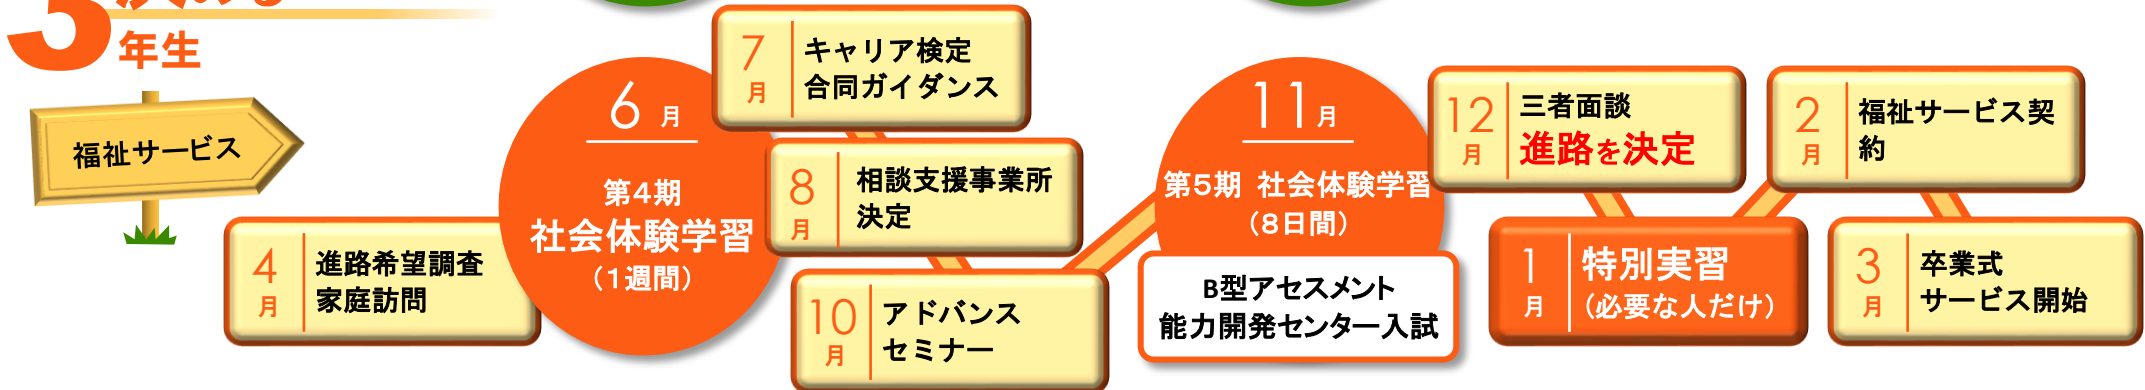 3
年生
福祉サービス
4月
進路希望調査
家庭訪問
6月
第4期
社会体験学習
（1週間）
7月
キャリア検定
合同ガイダンス
8月
相談支援事業所
決定
10月
アドバンス
セミナー
11月
第5期 社会体験学習
（8日間）
B型アセスメント
能力開発センター入試
12月
三者面談
進路を決定
1月
特別実習
（必要な人だけ）
2月
福祉サービス契
約
3月
卒業式
サービス開始